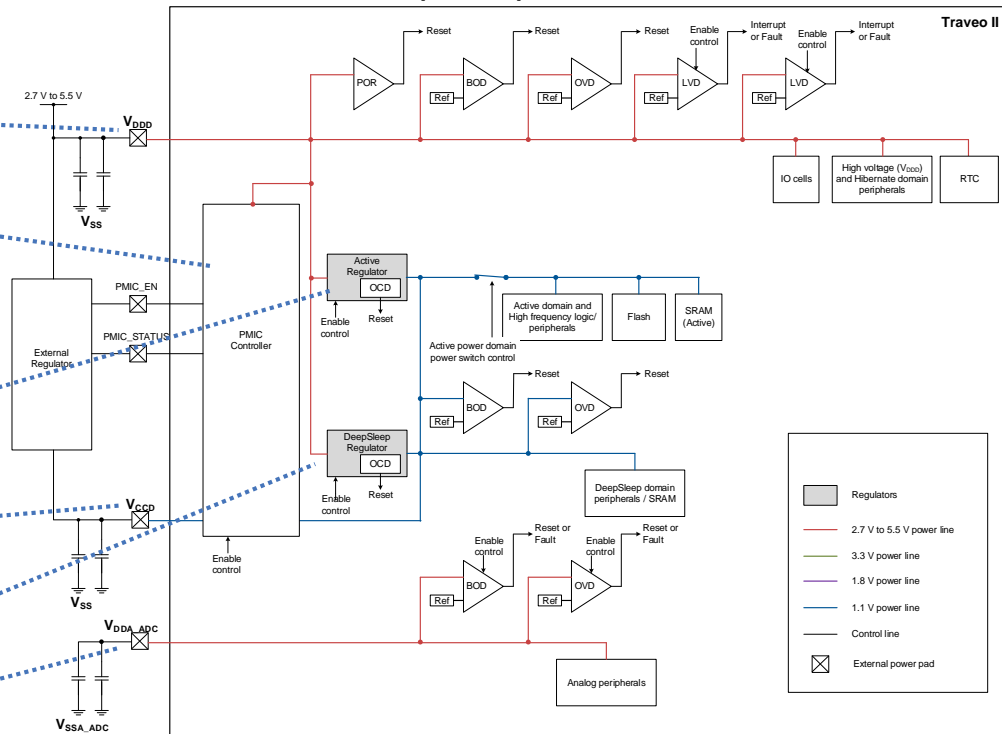 Traveo II
Reset
Reset
Reset
Enable
control
Interrupt
or Fault
Enable
control
Interrupt
or Fault
POR
BOD
OVD
LVD
LVD
Ref
Ref
Ref
Ref
2.7 V to 5.5 V
VDDD
VSS
IO cells
High voltage (VDDD)
and Hibernate domain
peripherals
RTC
PMIC_EN
PMIC_STATUS
External
Regulator
PMIC
Controller
Enable
control
Active
Regulator
OCD
Enable
control
Reset
Active power domain
power switch control
Active domain and
High frequency logic/
peripherals
Flash
SRAM
(Active)
Reset
Reset
BOD
OVD
Ref
Ref
DeepSleep
Regulator
OCD
Enable
control
Reset
DeepSleep domain
peripherals / SRAM
VCCD
VSS
Enable
control
Reset or
Fault
Enable
control
Reset or
Fault
BOD
OVD
Ref
Ref
VDDA_ADC
VSSA_ADC
Analog peripherals
Regulators
2.7 V to 5.5 V power line
3.3 V power line
1.8 V power line
1.1 V power line
Control line
External power pad